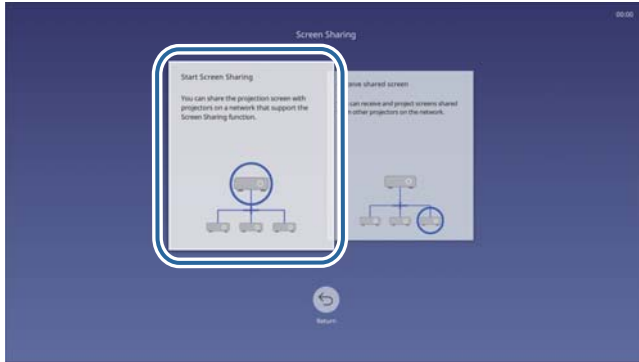 00:00
Screen Sharing
Start Screen Sharing
You can share the projection screen with
projectors on a network that support the
Screen Sharing function.
shared screen
can receive and project screens shared
other projectors on the network.
Return